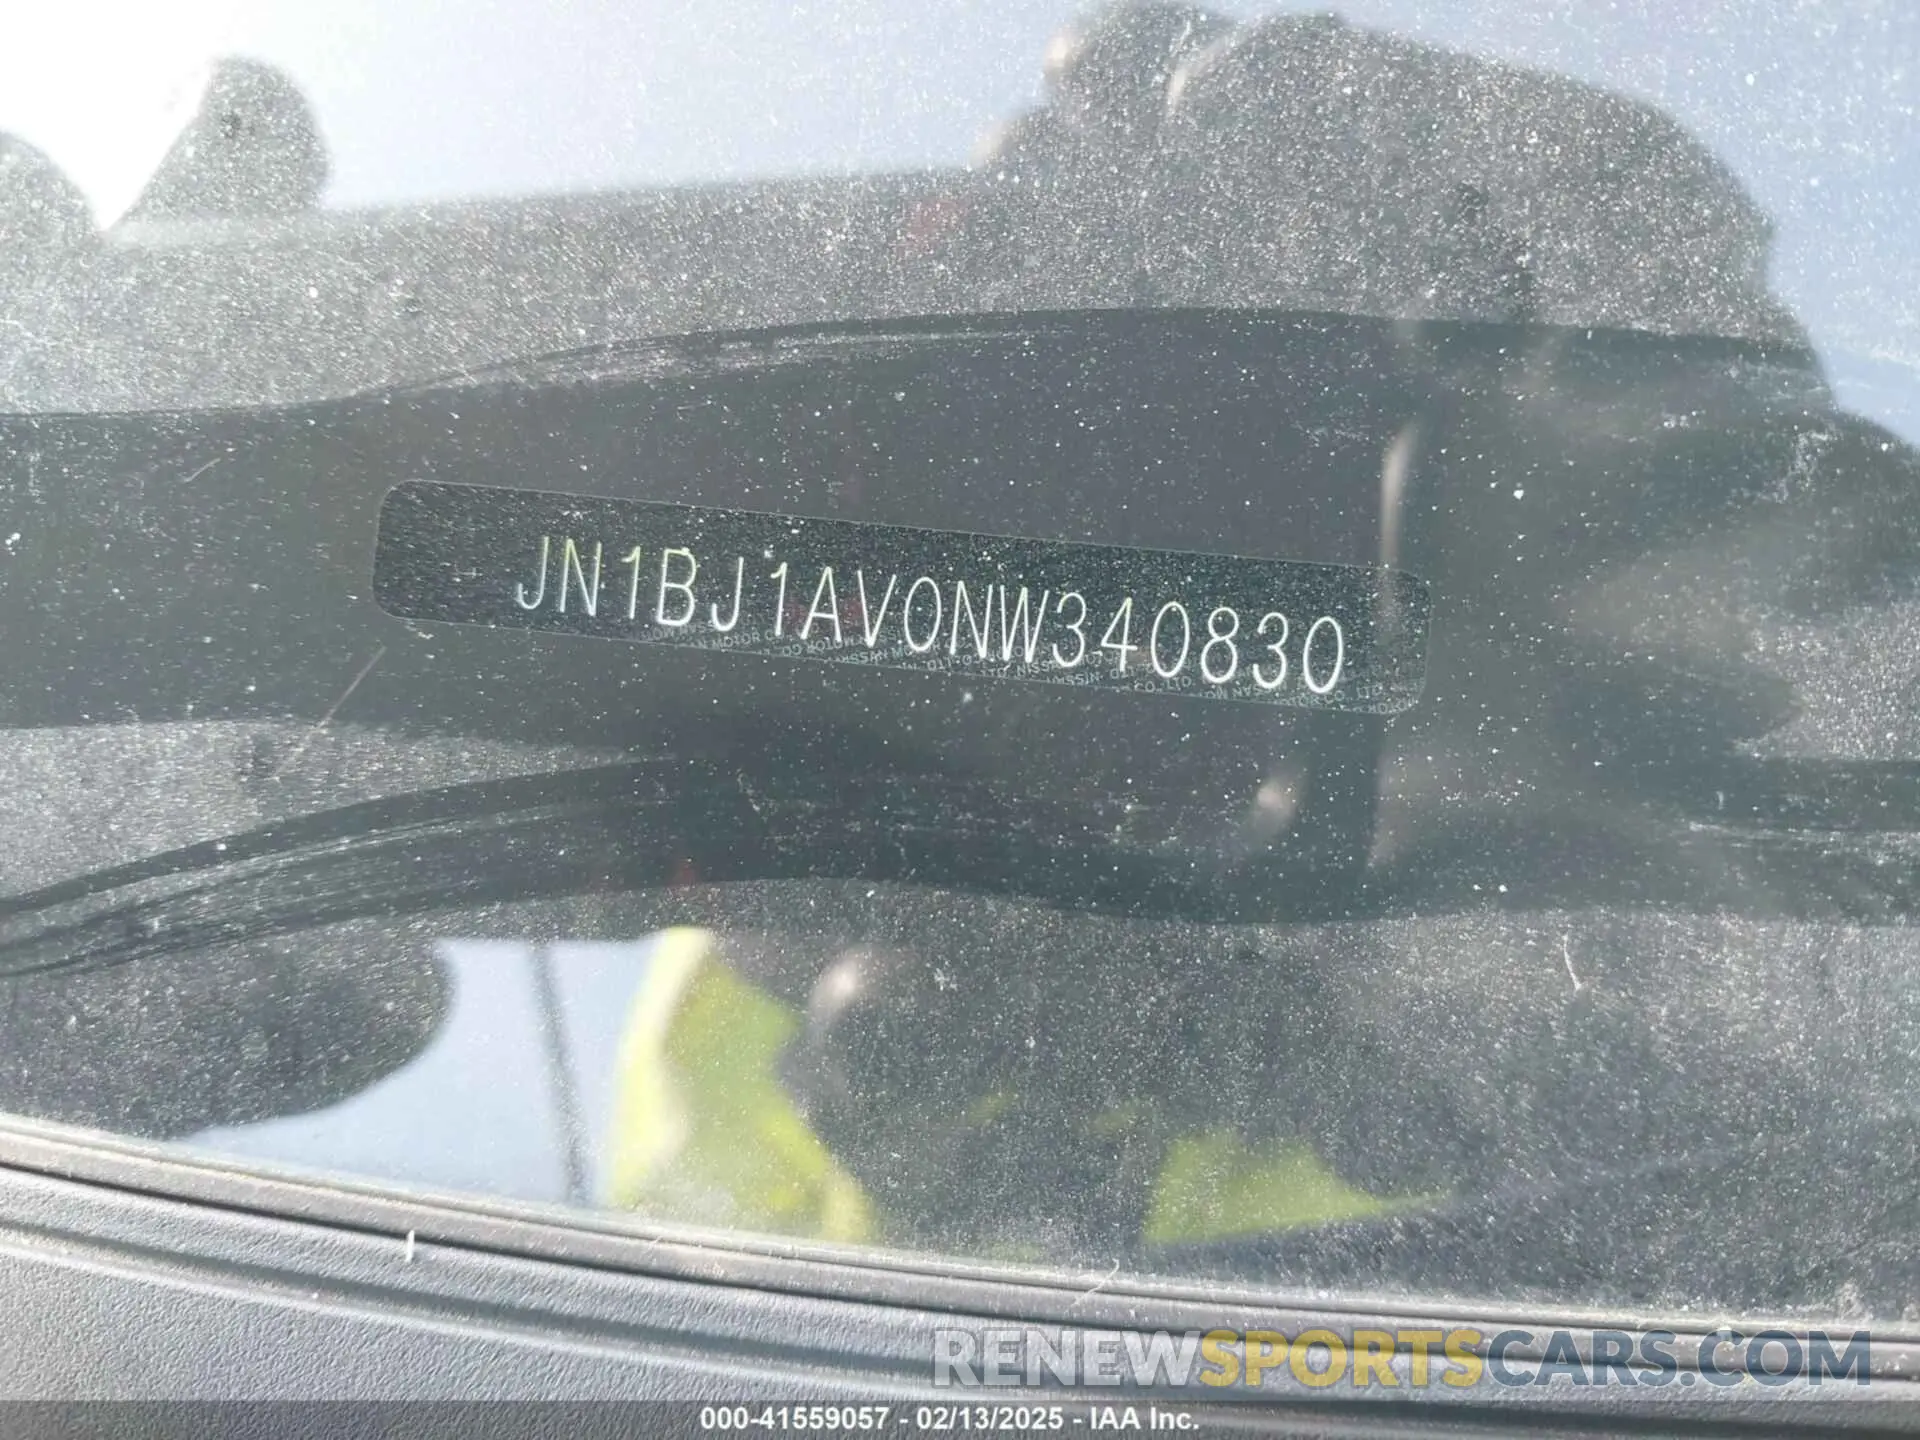 JN1BJ1AV0NW340830
RENEWSPORTSCARS.COM
000-41559057 - 02/13/2025 - IAA Inc.